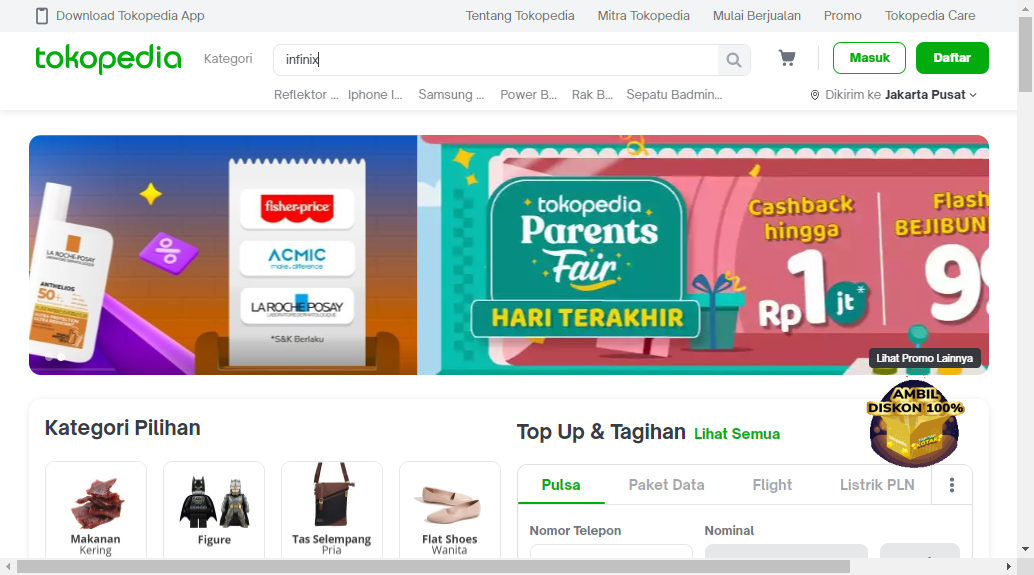 Download Tokopedia App
Tentang Tokopedia
Mitra Tokopedia
Mulai Berjualan
Promo
Tokopedia Care
tokopedia
Kategori
infinix
Masuk
Daftar
Reflektor ...
Iphone I...
Samsung ...
Power B...
Rak B...
Sepatu Badmin...
Dikirim ke Jakarta Pusat
fisher-price
ACMIC
make.difference
LA ROCHE-POSAY
LABORATOIRE DERMATOLOGIQUE
*S&K Berlaku
LA ROCHE-POSAY
ANTHELIOS
50+
tokopedia
Parents
Fair
HARI TERAKHIR
Cashback
hingga
Rp1jt*
Flash
BEJIBUN
Lihat Promo Lainnya
AMBIL
DISKON 100%
Kategori Pilihan
Makanan
Kering
Figure
Tas Selempang
Pria
Flat Shoes
Wanita
Top Up & Tagihan
Lihat Semua
Pulsa
Paket Data
Flight
Listrik PLN
Nomor Telepon
Nominal